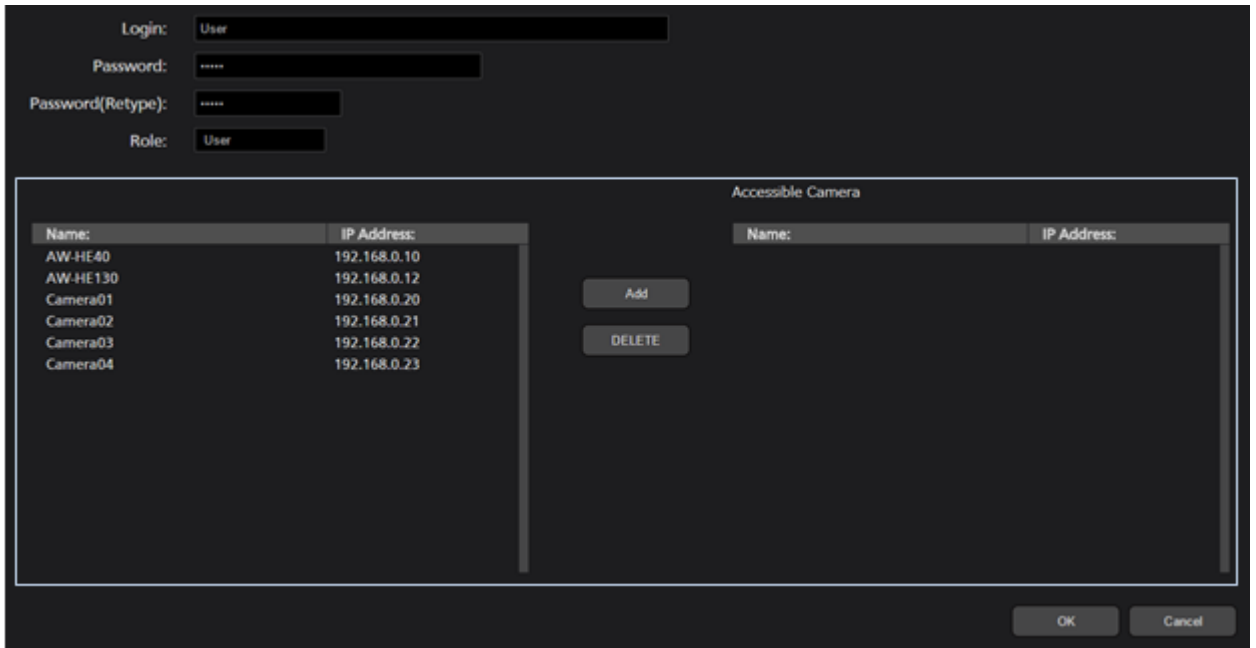 Login: User
Password: •••••
Password(Retype): •••••
Role: User
Accessible Camera
Name: IP Address: Name: IP Address:
AW-HE40 192.168.0.10
AW-HE130 192.168.0.12
Camera01 192.168.0.20
Camera02 192.168.0.21
Camera03 192.168.0.22
Camera04 192.168.0.23
Add
DELETE
OK Cancel